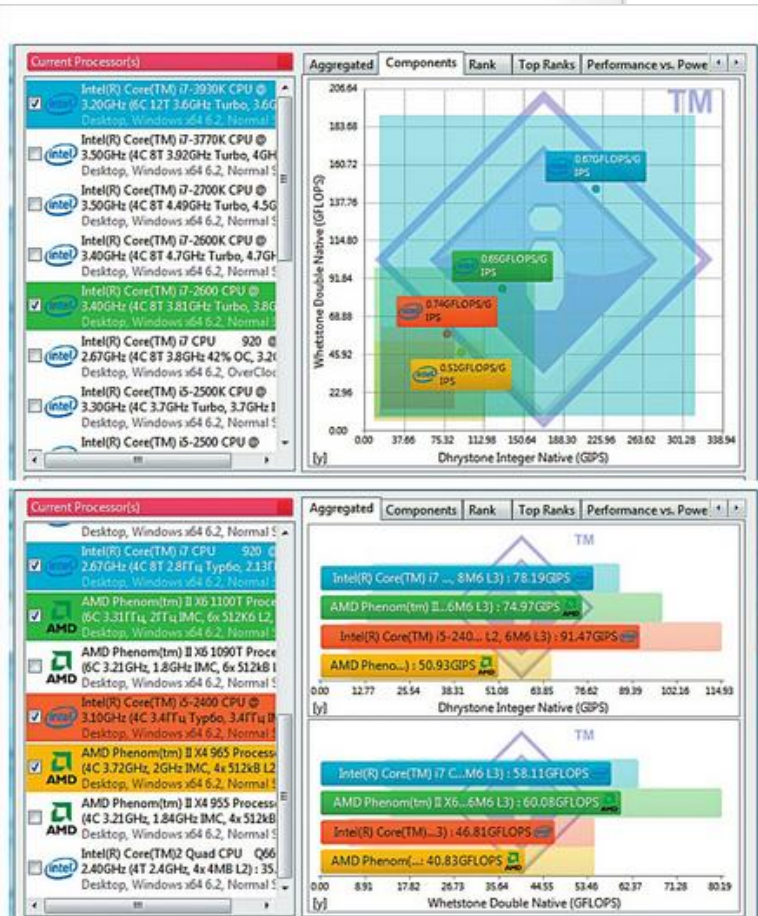 Current Processor(s)
Aggregated Components Rank Top Ranks Performance vs. Powe
Intel(R) Core(TM) i7-3930K CPU @
3.20GHz (6C 12T 3.6GHz Turbo, 3.6G
Desktop, Windows x64 6.2, Normal S
Intel(R) Core(TM) i7-3770K CPU @
3.50GHz (4C 8T 3.92GHz Turbo, 4GH
Desktop, Windows x64 6.2, Normal S
Intel(R) Core(TM) i7-2700K CPU @
3.50GHz (4C 8T 4.49GHz Turbo, 4.5G
Desktop, Windows x64 6.2, Normal S
Intel(R) Core(TM) i7-2600K CPU @
3.40GHz (4C 8T 4.7GHz Turbo, 4.7GH
Desktop, Windows x64 6.2, Normal S
Intel(R) Core(TM) i7-2600 CPU @
3.40GHz (4C 8T 3.81GHz Turbo, 3.8G
Desktop, Windows x64 6.2, Normal S
Intel(R) Core(TM) i7 CPU 920 @
2.67GHz (4C 8T 3.8GHz 42% OC, 3.2G
Desktop, Windows x64 6.2, OverCloc
Intel(R) Core(TM) i5-2500K CPU @
3.30GHz (4C 3.7GHz Turbo, 3.7GHz I
Desktop, Windows x64 6.2, Normal S
Intel(R) Core(TM) i5-2500 CPU @
TM
206.64
183.68
160.72
137.76
114.80
91.84
68.88
45.92
22.96
0.00
Whetstone Double Native (GFLOPS)
0.67GFLOPS/G
IPS
0.65GFLOPS/G
IPS
0.74GFLOPS/G
IPS
0.51GFLOPS/G
IPS
0.00 37.66 75.32 112.98 150.64 188.30 225.96 263.62 301.28 338.94
[y] Dhrystone Integer Native (GIPS)
Current Processor(s)
Aggregated Components Rank Top Ranks Performance vs. Powe
Desktop, Windows x64 6.2, Normal S
Intel(R) Core(TM) i7 CPU 920 @
2.67GHz (4C 8T 2.8ГГц Турбо, 2.13ГГ
Desktop, Windows x64 6.2, Normal S
AMD Phenom(tm) II X6 1100T Proce
(6C 3.31ГГц, 2ГГц IMC, 6x 512K6 L2,
Desktop, Windows x64 6.2, Normal S
AMD Phenom(tm) II X6 1090T Proce
(6C 3.21GHz, 1.8GHz IMC, 6x 512kB l
Desktop, Windows x64 6.2, Normal S
Intel(R) Core(TM) i5-2400 CPU @
3.10GHz (4C 3.4ГГц Турбо, 3.4ГГц I
Desktop, Windows x64 6.2, Normal S
AMD Phenom(tm) II X4 965 Processo
(4C 3.72GHz, 2GHz IMC, 4x 512kB L2
Desktop, Windows x64 6.2, Normal S
AMD Phenom(tm) II X4 955 Processo
(4C 3.21GHz, 1.84GHz IMC, 4x 512kB
Desktop, Windows x64 6.2, Normal S
Intel(R) Core(TM)2 Quad CPU Q66
2.40GHz (4T 2.4GHz, 4x 4MB L2) : 35.
Desktop, Windows x64 6.2, Normal S
TM
Intel(R) Core(TM) i7 ..., 8M6 L3) : 78.19GIPS
AMD Phenom(tm) II...6M6 L3) : 74.97GIPS
Intel(R) Core(TM) i5-240... L2, 6M6 L3) : 91.47GIPS
AMD Pheno...) : 50.93GIPS
0.00 12.77 25.54 38.31 51.08 63.85 76.62 89.39 102.16 114.93
[y] Dhrystone Integer Native (GIPS)
TM
Intel(R) Core(TM) i7 C...M6 L3) : 58.11GFLOPS
AMD Phenom(tm) II X6...6M6 L3) : 60.08GFLOPS
Intel(R) Core(TM)...3) : 46.81GFLOPS
AMD Phenom(...: 40.83GFLOPS
0.00 8.91 17.82 26.73 35.64 44.55 53.46 62.37 71.28 80.19
[y] Whetstone Double Native (GFLOPS)